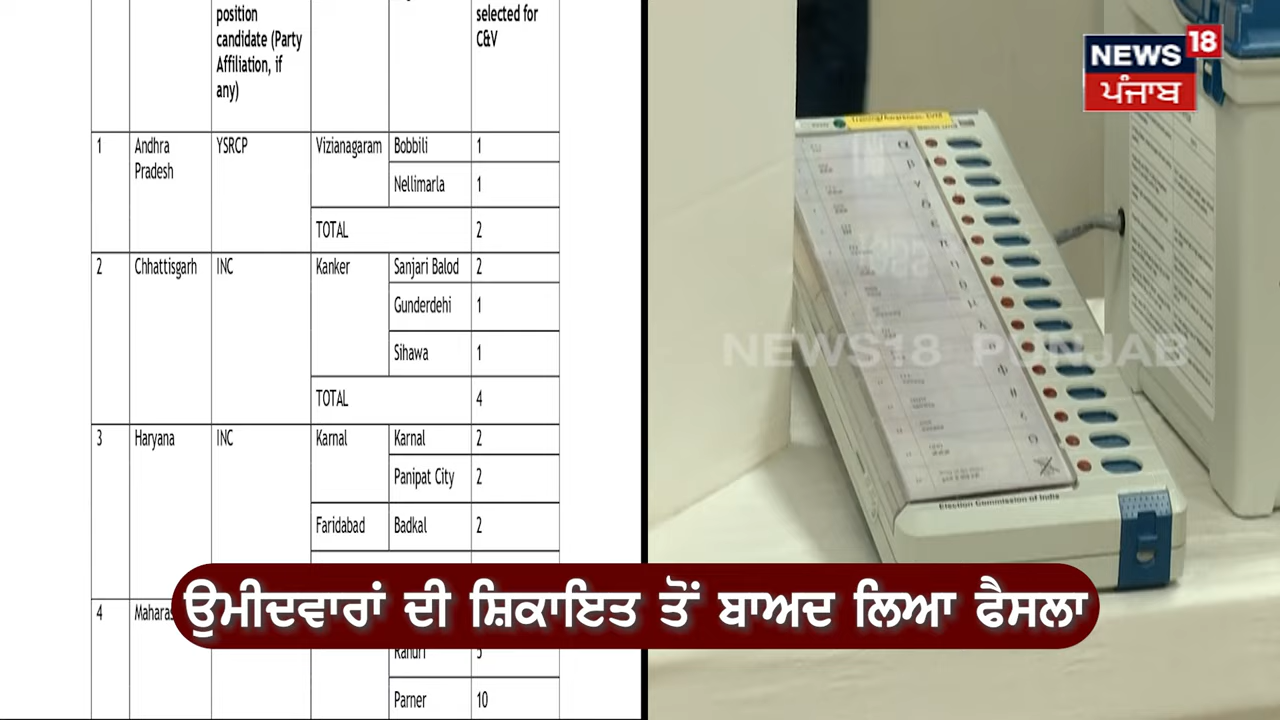 position
candidate (Party
Affiliation, if
any)
selected for
C&V
1 Andhra Pradesh YSRCP Vizianagaram Bobbili 1
Nellimarla 1
TOTAL 2
2 Chhattisgarh INC Kanker Sanjari Balod 2
Gunderdehi 1
Sihawa 1
TOTAL 4
3 Haryana INC Karnal Karnal 2
Panipat City 2
Faridabad Badkal 2
4
Parner 10
NEWS 18
ਪੰਜਾਬ
NEWS18 PUNJAB
Election Commission of India
ਉਮੀਦਵਾਰਾਂ ਦੀ ਸ਼ਿਕਾਇਤ ਤੋਂ ਬਾਅਦ ਲਿਆ ਫੈਸਲਾ